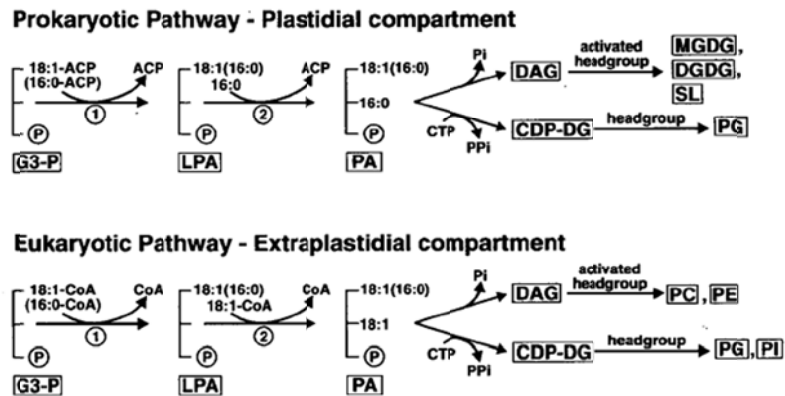 Prokaryotic Pathway - Plastidial compartment
18:1-ACP
(16:0-ACP)
ACP
1
P
G3-P
18:1(16:0)
16:0
ACP
2
P
LPA
18:1(16:0)
16:0
P
PA
Pi
DAG
activated
headgroup
MGDG,
DGDG,
SL
CTP
PPi
CDP-DG
headgroup
PG
Eukaryotic Pathway - Extraplastidial compartment
18:1-CoA
(16:0-CoA)
CoA
1
P
G3-P
18:1(16:0)
18:1-CoA
CoA
2
P
LPA
18:1(16:0)
18:1
P
PA
Pi
DAG
activated
headgroup
PC, PE
CTP
PPi
CDP-DG
headgroup
PG, PI